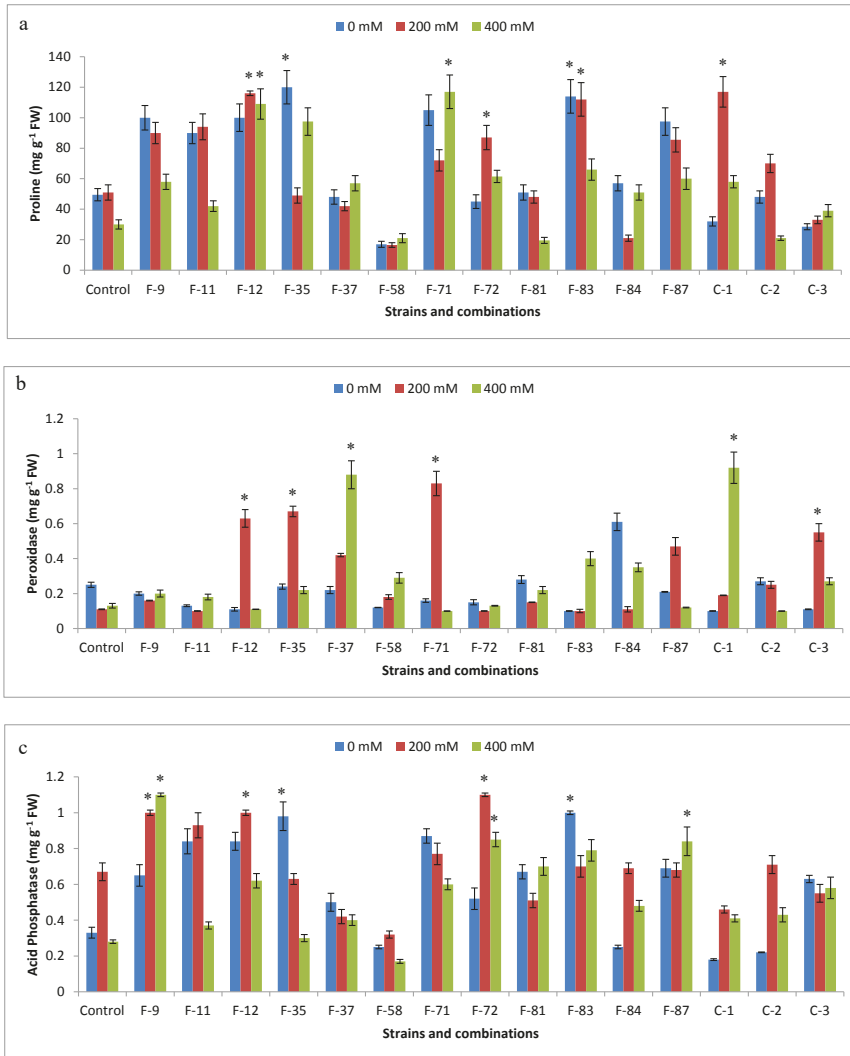 a
0 mM 200 mM 400 mM
140
120
100
80
60
40
20
0
Proline (mg g⁻¹ FW)
* * * * * * * * *
Control F-9 F-11 F-12 F-35 F-37 F-58 F-71 F-72 F-81 F-83 F-84 F-87 C-1 C-2 C-3
Strains and combinations
b
0 mM 200 mM 400 mM
1.2
1
0.8
0.6
0.4
0.2
0
Peroxidase (mg g⁻¹ FW)
* * * * * *
Control F-9 F-11 F-12 F-35 F-37 F-58 F-71 F-72 F-81 F-83 F-84 F-87 C-1 C-2 C-3
Strains and combinations
c
0 mM 200 mM 400 mM
1.2
1
0.8
0.6
0.4
0.2
0
Acid Phosphatase (mg g⁻¹ FW)
* * * * * * * *
Control F-9 F-11 F-12 F-35 F-37 F-58 F-71 F-72 F-81 F-83 F-84 F-87 C-1 C-2 C-3
Strains and combinations